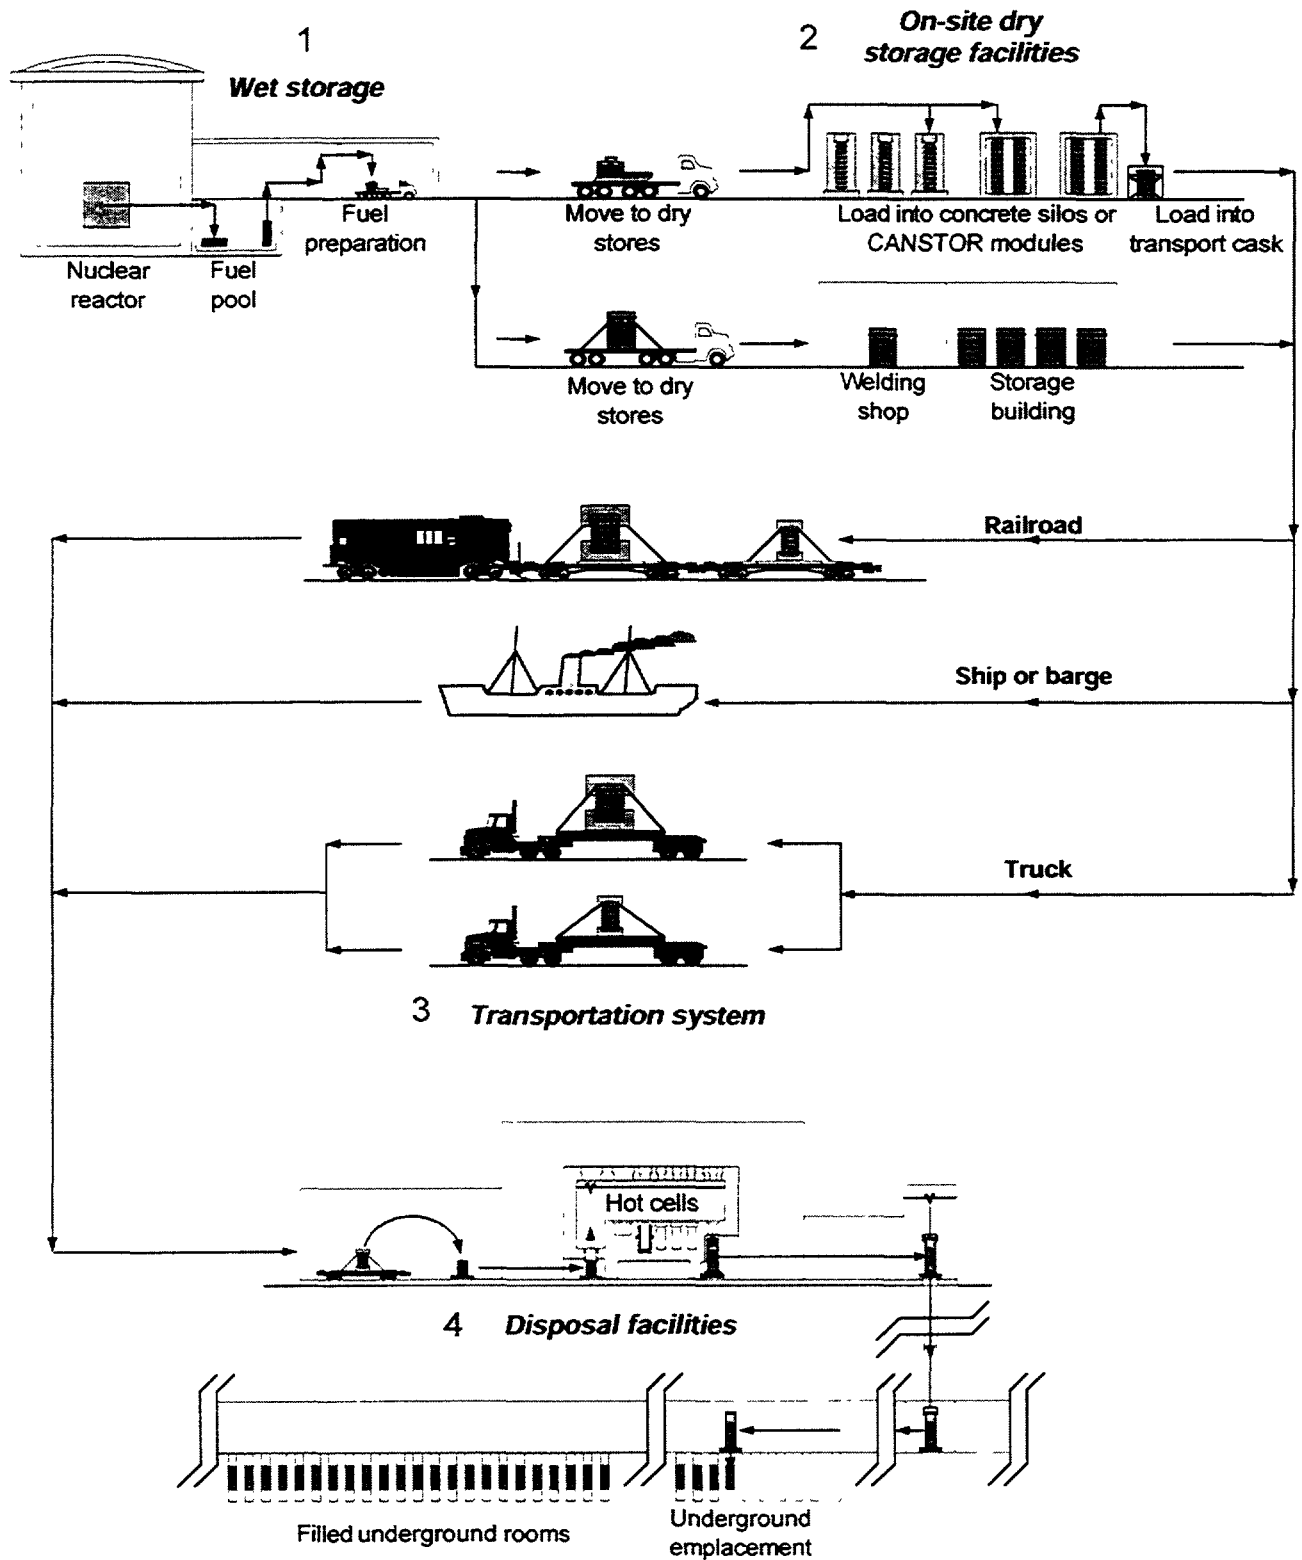 1
Wet storage
2
On-site dry
storage facilities
Nuclear
reactor
Fuel
pool
Fuel
preparation
Move to dry
stores
Load into concrete silos or
CANSTOR modules
Load into
transport cask
Move to dry
stores
Welding
shop
Storage
building
Railroad
Ship or barge
Truck
3
Transportation system
Hot cells
4
Disposal facilities
Filled underground rooms
Underground
emplacement